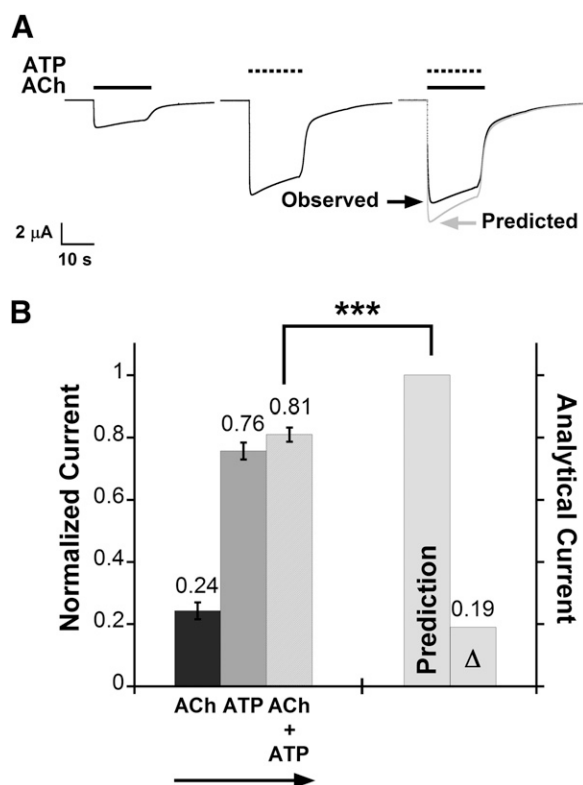 A
ATP
ACh
Observed
Predicted
2 μA
10 s
B
***
Normalized Current
Analytical Current
1
0.8
0.6
0.4
0.2
0
0.24
0.76
0.81
Prediction
0.19
Δ
ACh ATP ACh
+
ATP